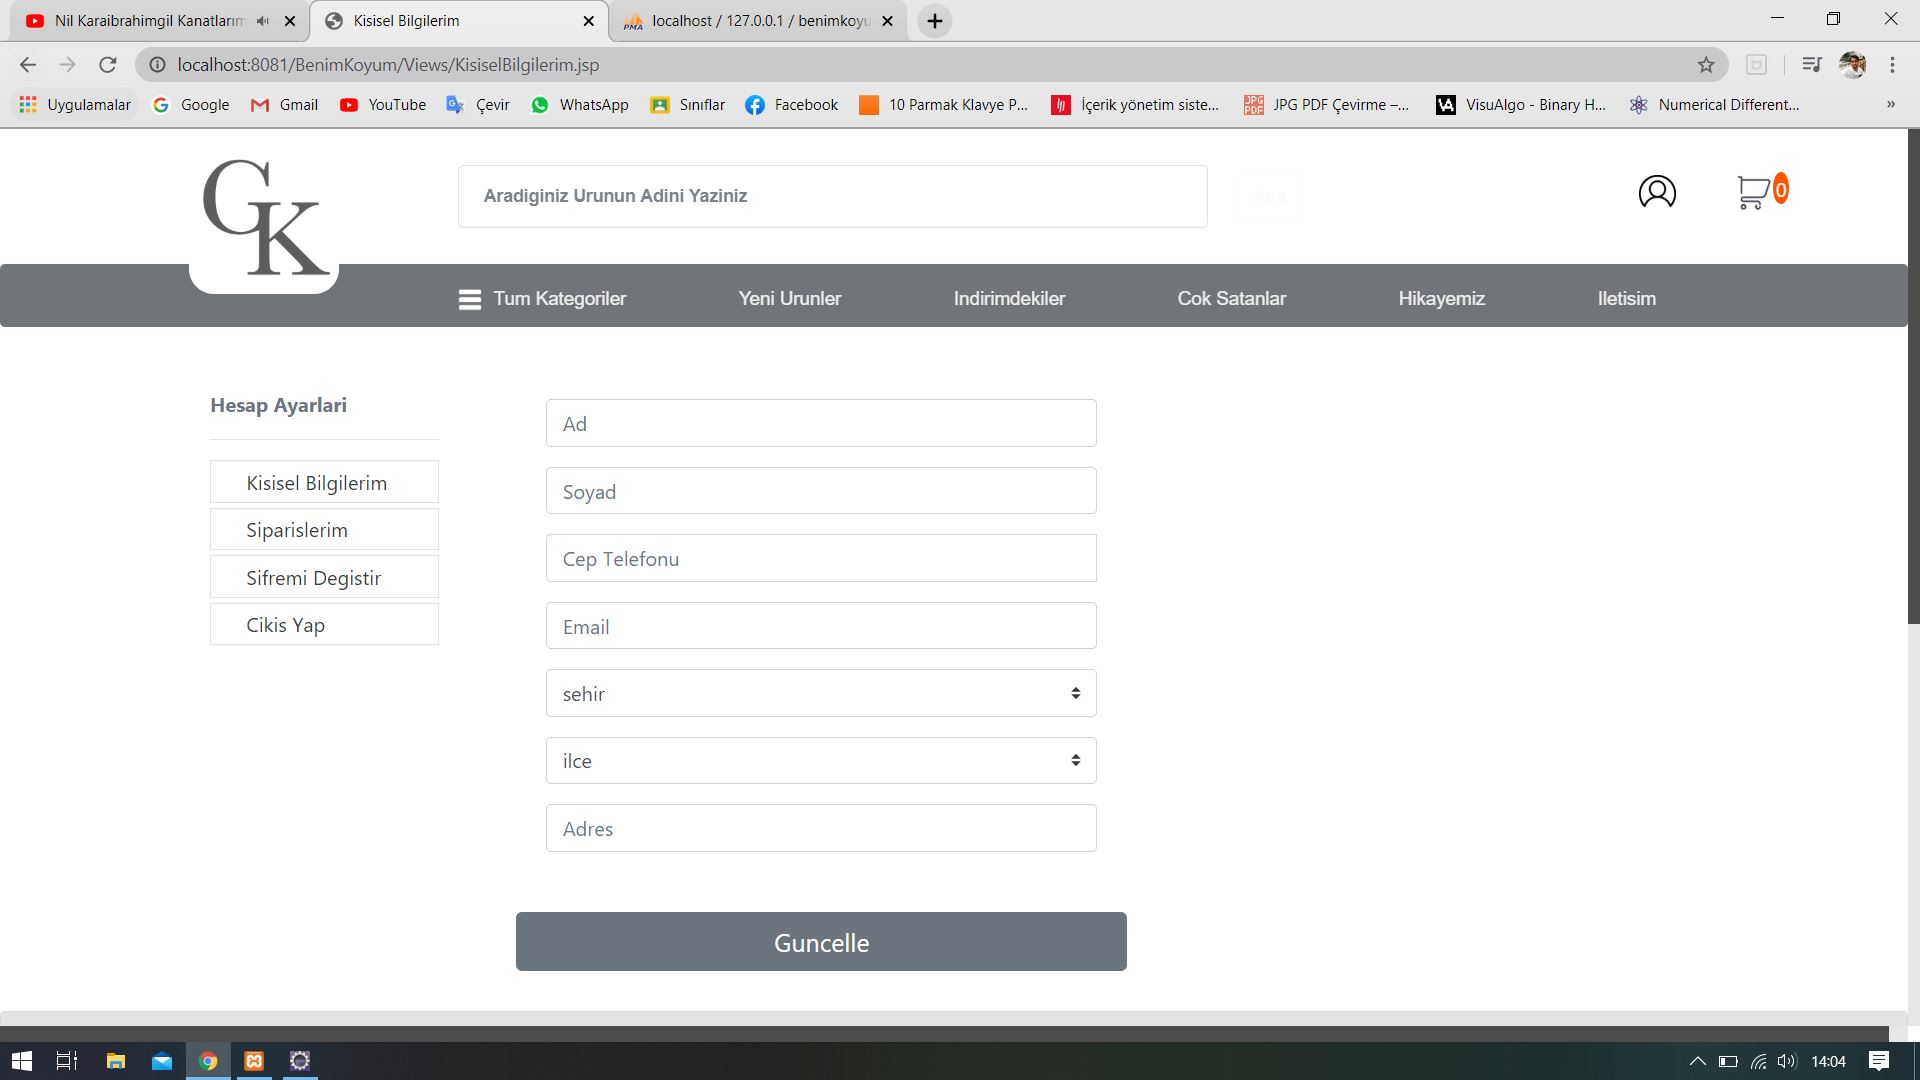 Nil Karaibrahimgil Kanatlarım
Kisisel Bilgilerim
localhost / 127.0.0.1 / benimkoyu
localhost:8081/BenimKoyum/Views/KisiselBilgilerim.jsp
Uygulamalar
Google
Gmail
YouTube
Çevir
WhatsApp
Sınıflar
Facebook
10 Parmak Klavye P...
İçerik yönetim siste...
JPG PDF Çevirme –...
VisuAlgo - Binary H...
Numerical Different...
»
GK
Aradiginiz Urunun Adini Yaziniz
Ara
0
Tum Kategoriler
Yeni Urunler
Indirimdekiler
Cok Satanlar
Hikayemiz
Iletisim
Hesap Ayarlari
Kisisel Bilgilerim
Siparislerim
Sifremi Degistir
Cikis Yap
Ad
Soyad
Cep Telefonu
Email
sehir
ilce
Adres
Guncelle
14:04